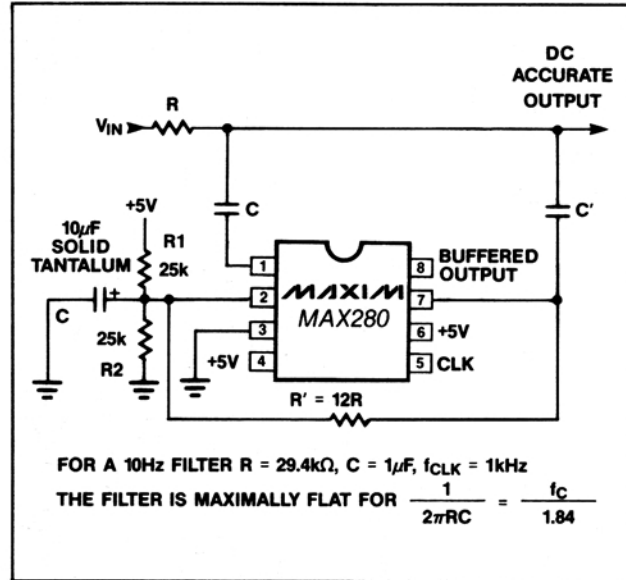 DC
ACCURATE
OUTPUT
R
VIN
C
C'
+5V
10µF
SOLID
TANTALUM
R1
25k
C
+
25k
R2
1
2
3
4
8
7
6
5
MAXIM
MAX280
BUFFERED
OUTPUT
+5V
+5V
CLK
R' = 12R
FOR A 10Hz FILTER R = 29.4kΩ, C = 1µF, fCLK = 1kHz
THE FILTER IS MAXIMALLY FLAT FOR 1/2πRC = fC/1.84